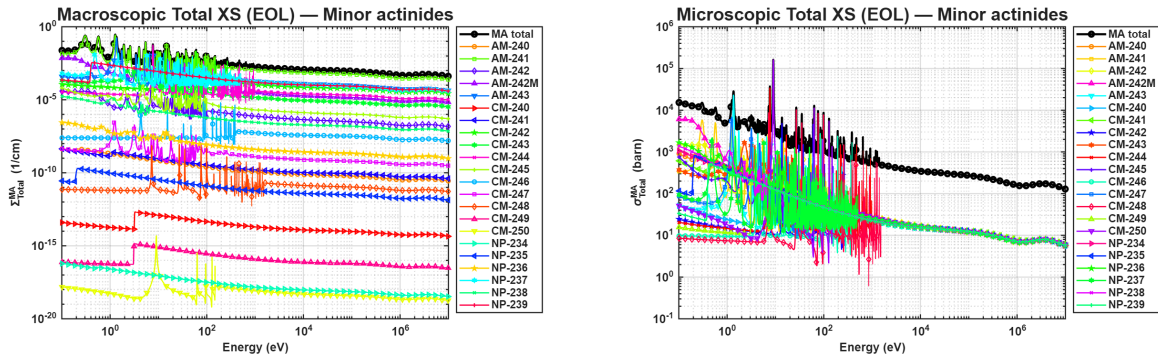 Macroscopic Total XS (EOL) — Minor actinides
10^0
10^-5
10^-10
10^-15
10^-20
Σ^MA_Total (1/cm)
10^0
10^2
10^4
10^6
Energy (eV)
MA total
AM-240
AM-241
AM-242
AM-242M
AM-243
CM-240
CM-241
CM-242
CM-243
CM-244
CM-245
CM-246
CM-247
CM-248
CM-249
CM-250
NP-234
NP-235
NP-236
NP-237
NP-238
NP-239
Microscopic Total XS (EOL) — Minor actinides
10^6
10^5
10^4
10^3
10^2
10^1
10^0
10^-1
σ^MA_Total (barn)
10^0
10^2
10^4
10^6
Energy (eV)
MA total
AM-240
AM-241
AM-242
AM-242M
AM-243
CM-240
CM-241
CM-242
CM-243
CM-244
CM-245
CM-246
CM-247
CM-248
CM-249
CM-250
NP-234
NP-235
NP-236
NP-237
NP-238
NP-239